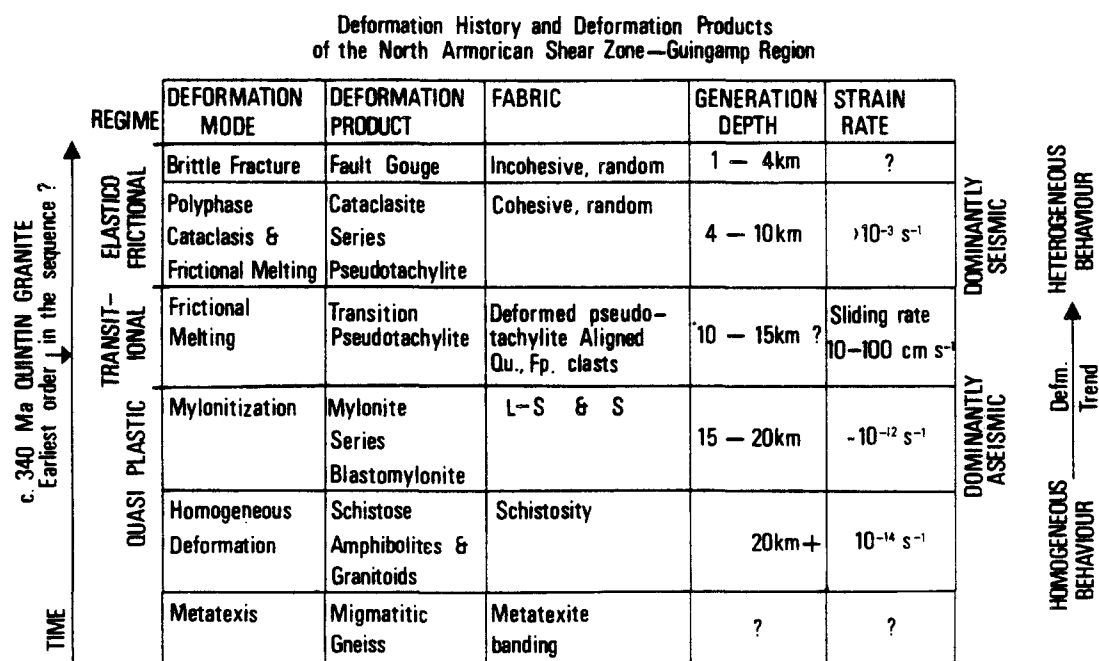 Deformation History and Deformation Products
of the North Armorican Shear Zone—Guingamp Region
REGIME
DEFORMATION MODE
DEFORMATION PRODUCT
FABRIC
GENERATION DEPTH
STRAIN RATE
Brittle Fracture
Fault Gouge
Incohesive, random
1 — 4km
?
ELASTICO
FRICTIONAL
Polyphase
Cataclasis &
Frictional Melting
Cataclasite
Series
Pseudotachylite
Cohesive, random
4 — 10km
>10⁻³ s⁻¹
TRANSIT-
IONAL
Frictional
Melting
Transition
Pseudotachylite
Deformed pseudo-
tachylite Aligned
Qu., Fp. clasts
10 — 15km ?
Sliding rate
10-100 cm s⁻¹
QUASI PLASTIC
Mylonitization
Mylonite
Series
Blastomylonite
L-S & S
15 — 20km
~10⁻¹² s⁻¹
Homogeneous
Deformation
Schistose
Amphibolites &
Granitoids
Schistosity
20km+
10⁻¹⁴ s⁻¹
Metatexis
Migmatitic
Gneiss
Metatexite
banding
?
?
TIME
c. 340 Ma QUINTIN GRANITE
Earliest order ↓ in the sequence ?
DOMINANTLY
SEISMIC
DOMINANTLY
ASEISMIC
HETEROGENEOUS
BEHAVIOUR
Defm.
Trend
HOMOGENEOUS
BEHAVIOUR